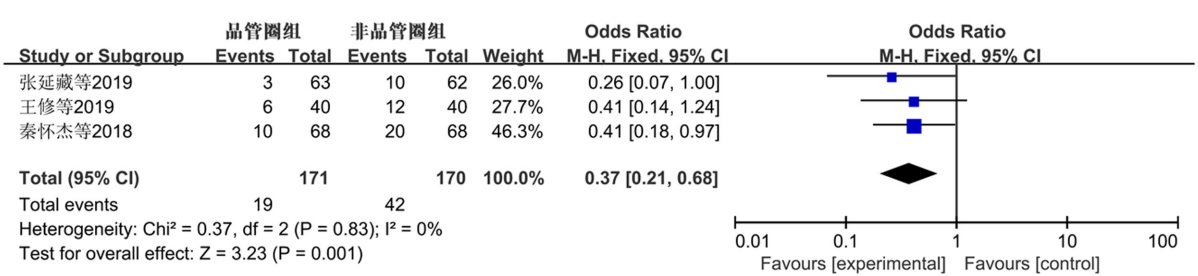 品管圈组 非品管圈组 Odds Ratio Odds Ratio
Study or Subgroup Events Total Events Total Weight M-H, Fixed, 95% CI M-H, Fixed, 95% CI
张延藏等2019 3 63 10 62 26.0% 0.26 [0.07, 1.00]
王修等2019 6 40 12 40 27.7% 0.41 [0.14, 1.24]
秦怀杰等2018 10 68 20 68 46.3% 0.41 [0.18, 0.97]
Total (95% CI) 171 170 100.0% 0.37 [0.21, 0.68]
Total events 19 42
Heterogeneity: Chi² = 0.37, df = 2 (P = 0.83); I² = 0%
Test for overall effect: Z = 3.23 (P = 0.001)
0.01 0.1 1 10 100
Favours [experimental] Favours [control]